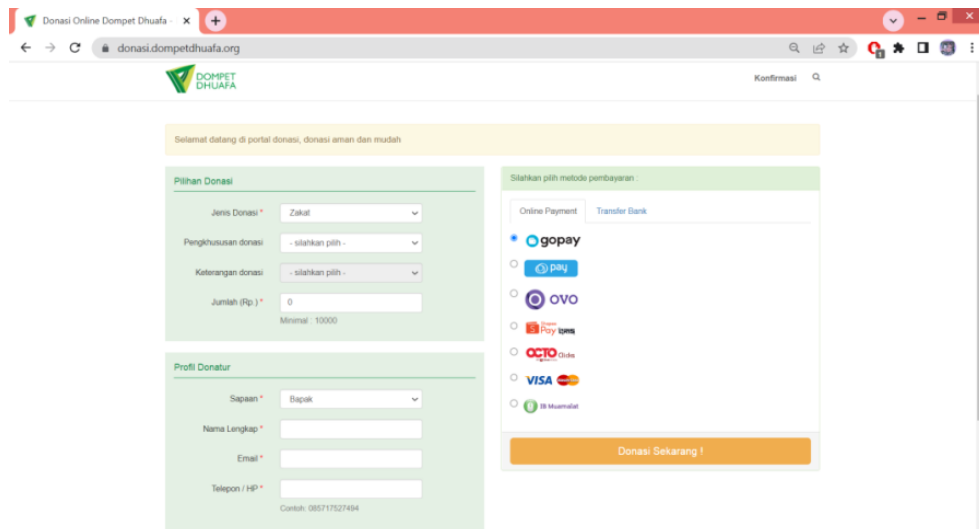 Donasi Online Dompet Dhuafa -
donasi.dompetdhuafa.org
DOMPET
DHUAFA
Konfirmasi
Selamat datang di portal donasi, donasi aman dan mudah
Pilihan Donasi
Jenis Donasi * Zakat
Pengkhususan donasi - silahkan pilih -
Keterangan donasi - silahkan pilih -
Jumlah (Rp.) * 0
Minimal : 10000
Profil Donatur
Sapaan * Bapak
Nama Lengkap *
Email *
Telepon / HP *
Contoh: 085717527494
Silahkan pilih metode pembayaran :
Online Payment Transfer Bank
gopay
pay
OVO
Pay
OCTO Clicks
VISA
IB Muamalat
Donasi Sekarang !